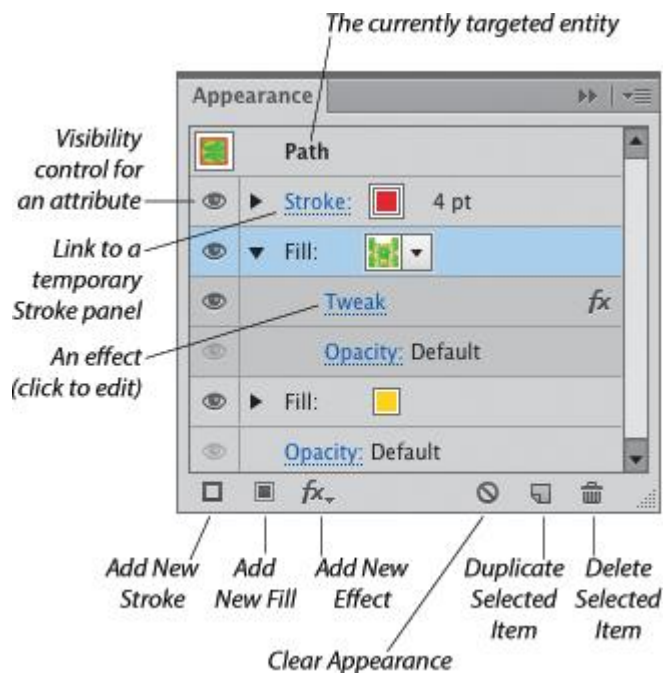 The currently targeted entity
Appearance
Visibility
control for
an attribute
Path
Stroke: 4 pt
Link to a
temporary
Stroke panel
Fill:
Tweak fx
An effect
(click to edit)
Opacity: Default
Fill:
Opacity: Default
fx
Add New
Stroke
Add
New Fill
Add New
Effect
Duplicate
Selected
Item
Delete
Selected
Item
Clear Appearance